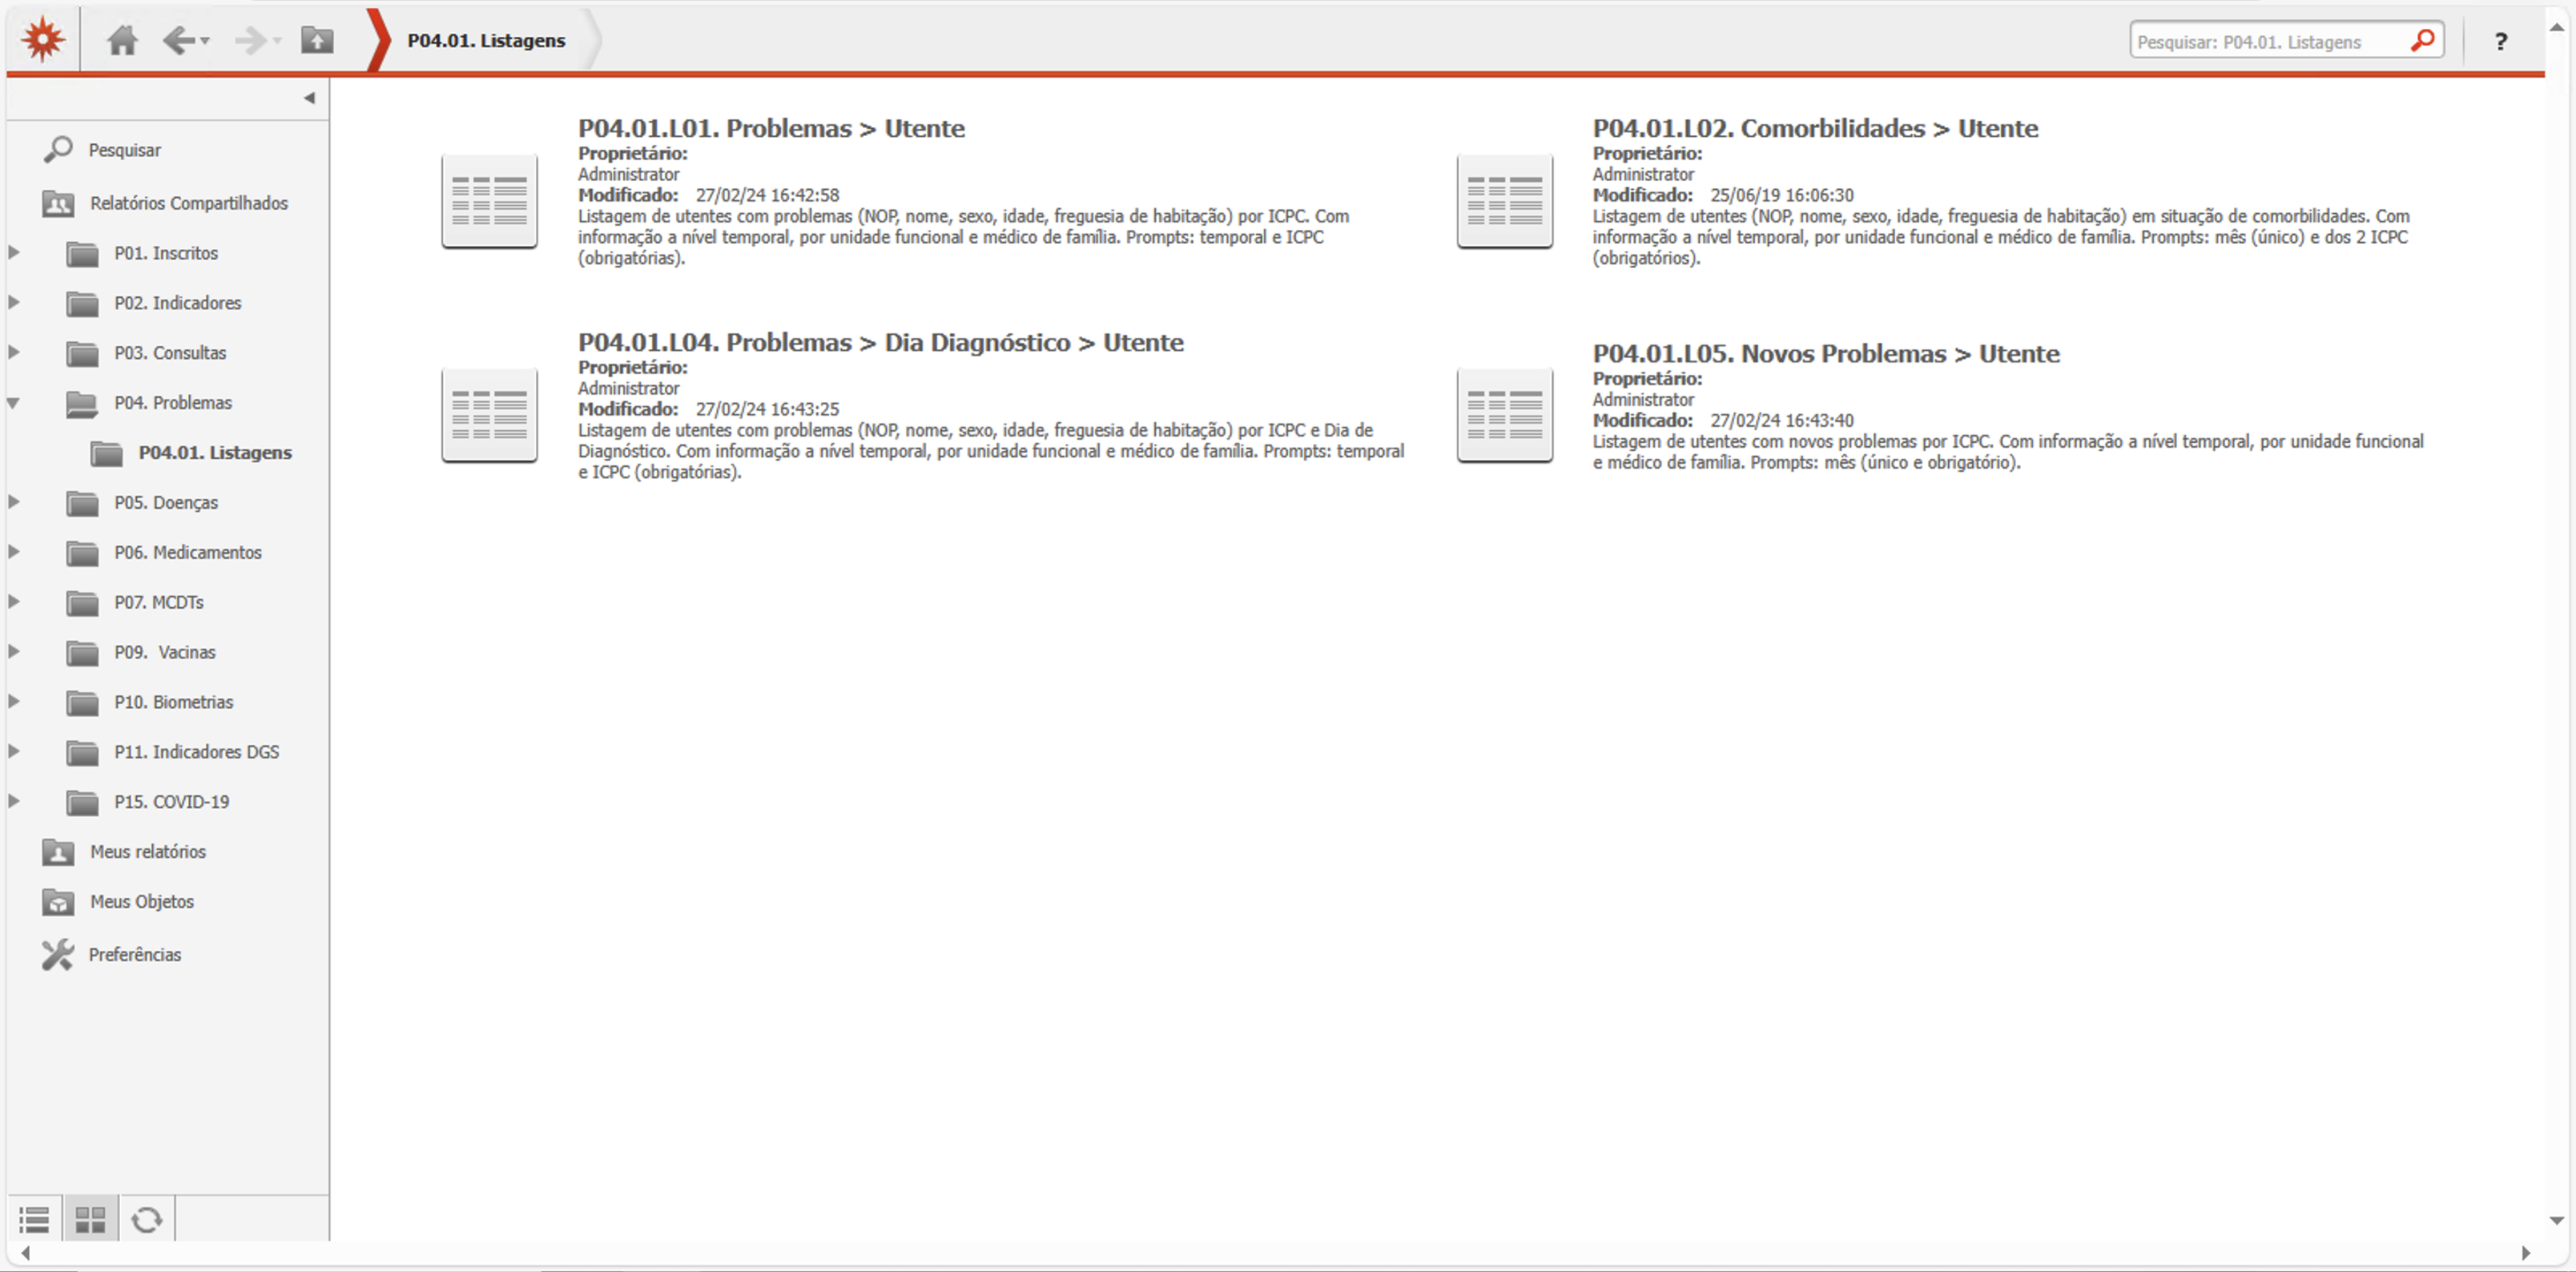 P04.01. Listagens
Pesquisar: P04.01. Listagens
?
Pesquisar
Relatórios Compartilhados
P01. Inscritos
P02. Indicadores
P03. Consultas
P04. Problemas
P04.01. Listagens
P05. Doenças
P06. Medicamentos
P07. MCDTs
P09.  Vacinas
P10. Biometrias
P11. Indicadores DGS
P15. COVID-19
Meus relatórios
Meus Objetos
Preferências
P04.01.L01. Problemas > Utente
Proprietário:
Administrator
Modificado: 27/02/24 16:42:58
Listagem de utentes com problemas (NOP, nome, sexo, idade, freguesia de habitação) por ICPC. Com
informação a nível temporal, por unidade funcional e médico de família. Prompts: temporal e ICPC
(obrigatórias).
P04.01.L02. Comorbilidades > Utente
Proprietário:
Administrator
Modificado: 25/06/19 16:06:30
Listagem de utentes (NOP, nome, sexo, idade, freguesia de habitação) em situação de comorbilidades. Com
informação a nível temporal, por unidade funcional e médico de família. Prompts: mês (único) e dos 2 ICPC
(obrigatórios).
P04.01.L04. Problemas > Dia Diagnóstico > Utente
Proprietário:
Administrator
Modificado: 27/02/24 16:43:25
Listagem de utentes com problemas (NOP, nome, sexo, idade, freguesia de habitação) por ICPC e Dia de
Diagnóstico. Com informação a nível temporal, por unidade funcional e médico de família. Prompts: temporal
e ICPC (obrigatórias).
P04.01.L05. Novos Problemas > Utente
Proprietário:
Administrator
Modificado: 27/02/24 16:43:40
Listagem de utentes com novos problemas por ICPC. Com informação a nível temporal, por unidade funcional
e médico de família. Prompts: mês (único e obrigatório).